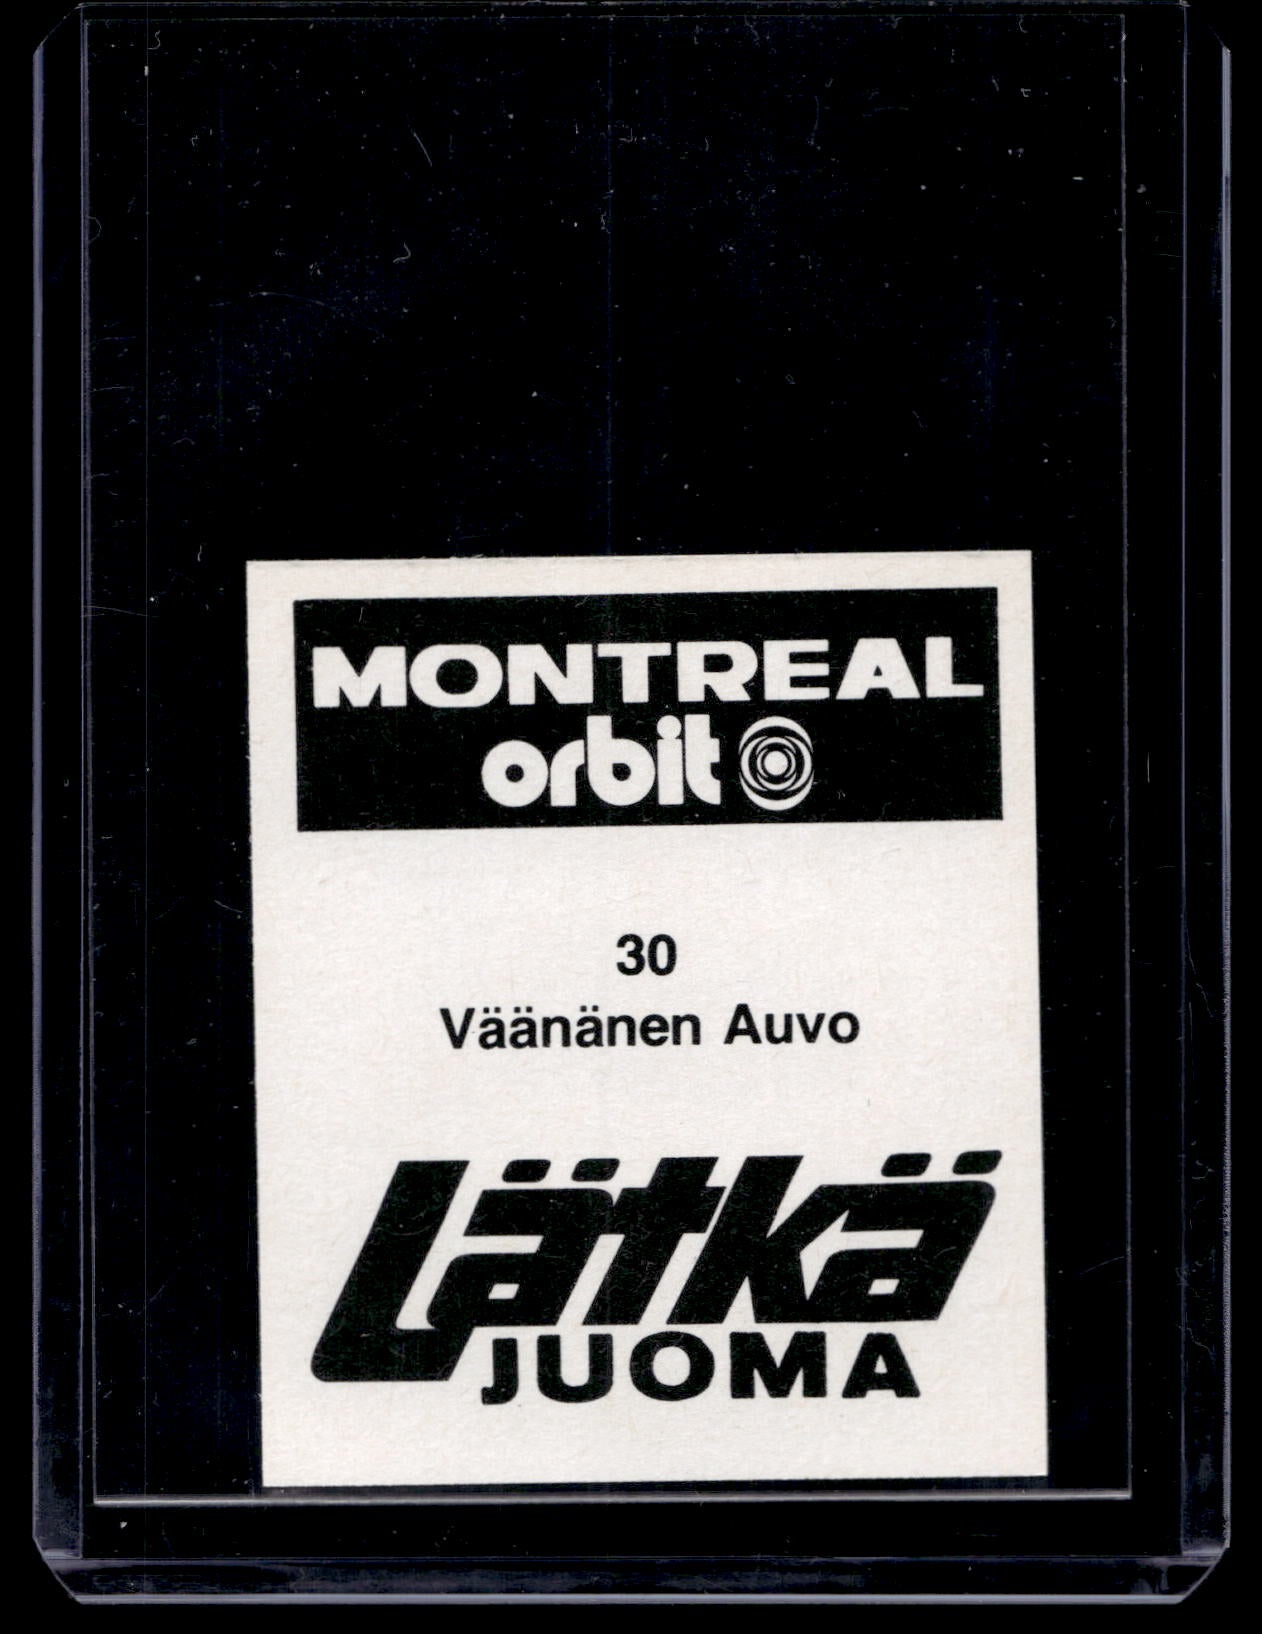 MONTREAL
orbit
30
Väänänen Auvo
Lätkä
JUOMA